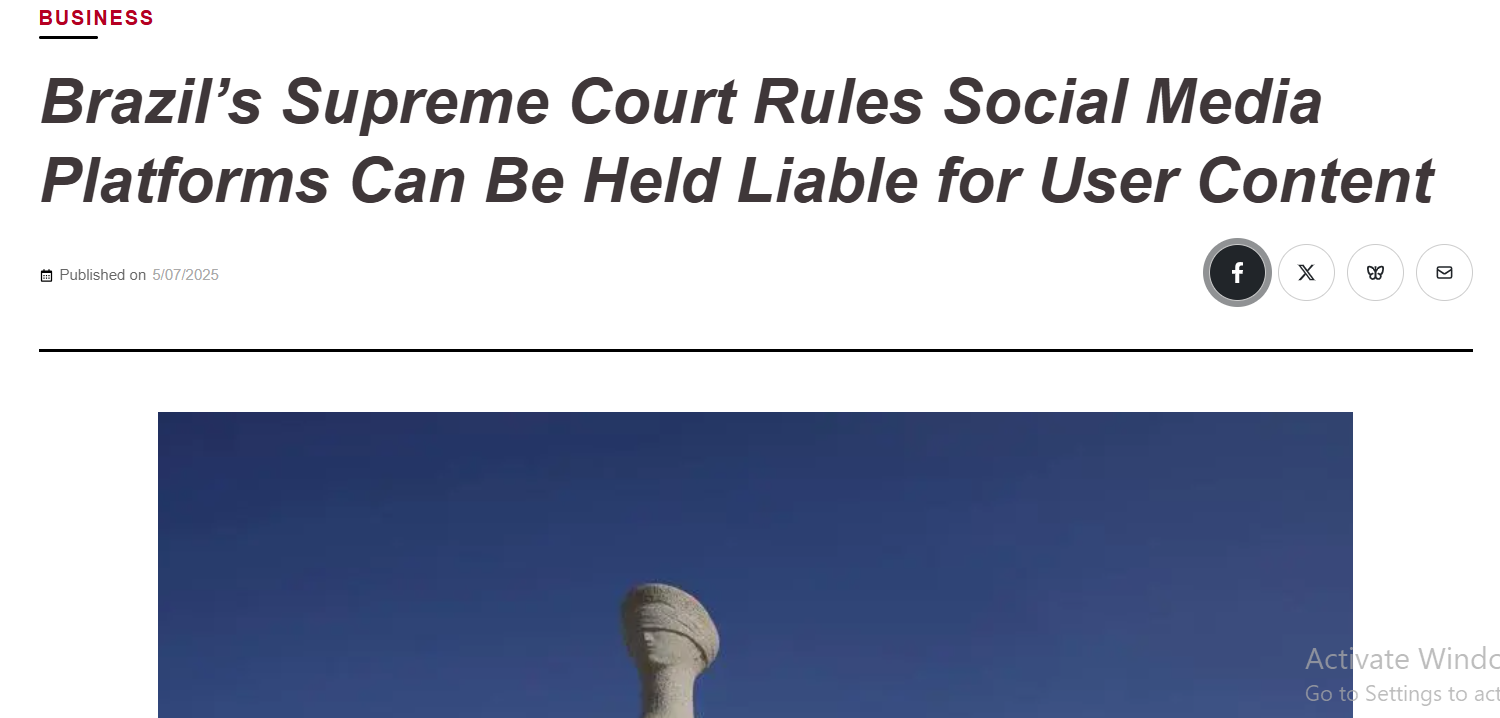 BUSINESS
Brazil’s Supreme Court Rules Social Media
Platforms Can Be Held Liable for User Content
Published on 5/07/2025
Activate Windo
Go to Settings to act